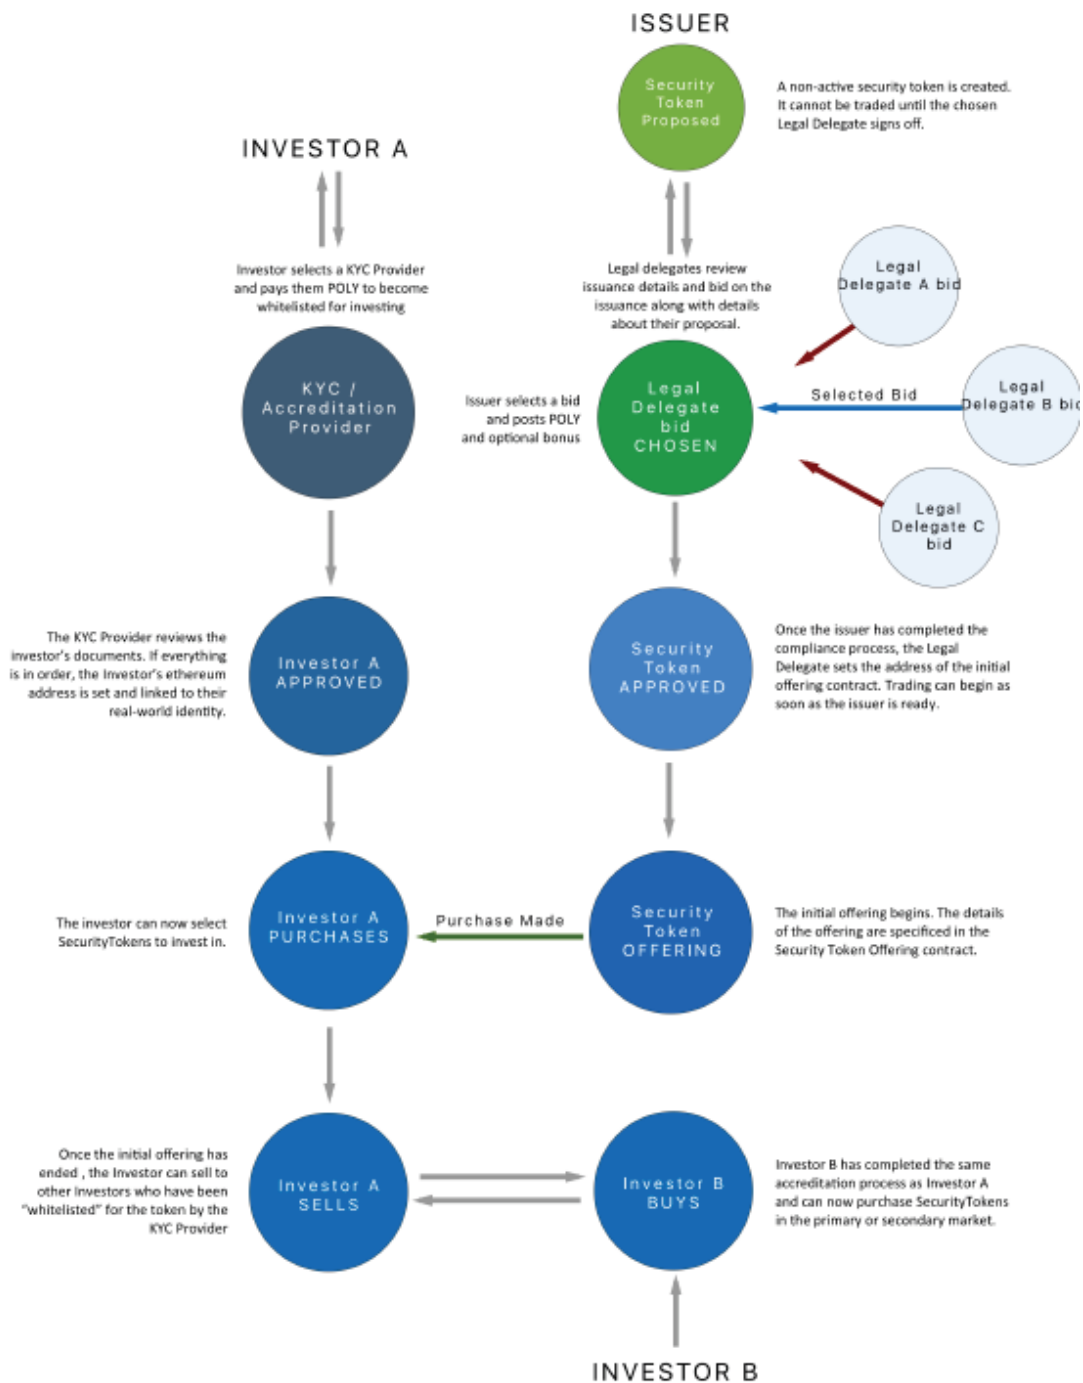 ISSUER
Security
Token
Proposed
A non-active security token is created.
It cannot be traded until the chosen
Legal Delegate signs off.
INVESTOR A
Investor selects a KYC Provider
and pays them POLY to become
whitelisted for investing
Legal delegates review
issuance details and bid on the
issuance along with details
about their proposal.
Legal
Delegate A bid
KYC /
Accreditation
Provider
Issuer selects a bid
and posts POLY
and optional bonus
Legal
Delegate
bid
CHOSEN
Selected Bid
Legal
Delegate B bid
Legal
Delegate C
bid
The KYC Provider reviews the
investor's documents. If everything
is in order, the Investor's ethereum
address is set and linked to their
real-world identity.
Investor A
APPROVED
Security
Token
APPROVED
Once the issuer has completed the
compliance process, the Legal
Delegate sets the address of the initial
offering contract. Trading can begin as
soon as the issuer is ready.
The investor can now select
SecurityTokens to invest in.
Investor A
PURCHASES
Purchase Made
Security
Token
OFFERING
The initial offering begins. The details
of the offering are specificed in the
Security Token Offering contract.
Once the initial offering has
ended , the Investor can sell to
other Investors who have been
"whitelisted" for the token by the
KYC Provider
Investor A
SELLS
Investor B
BUYS
Investor B has completed the same
accreditation process as Investor A
and can now purchase SecurityTokens
in the primary or secondary market.
INVESTOR B